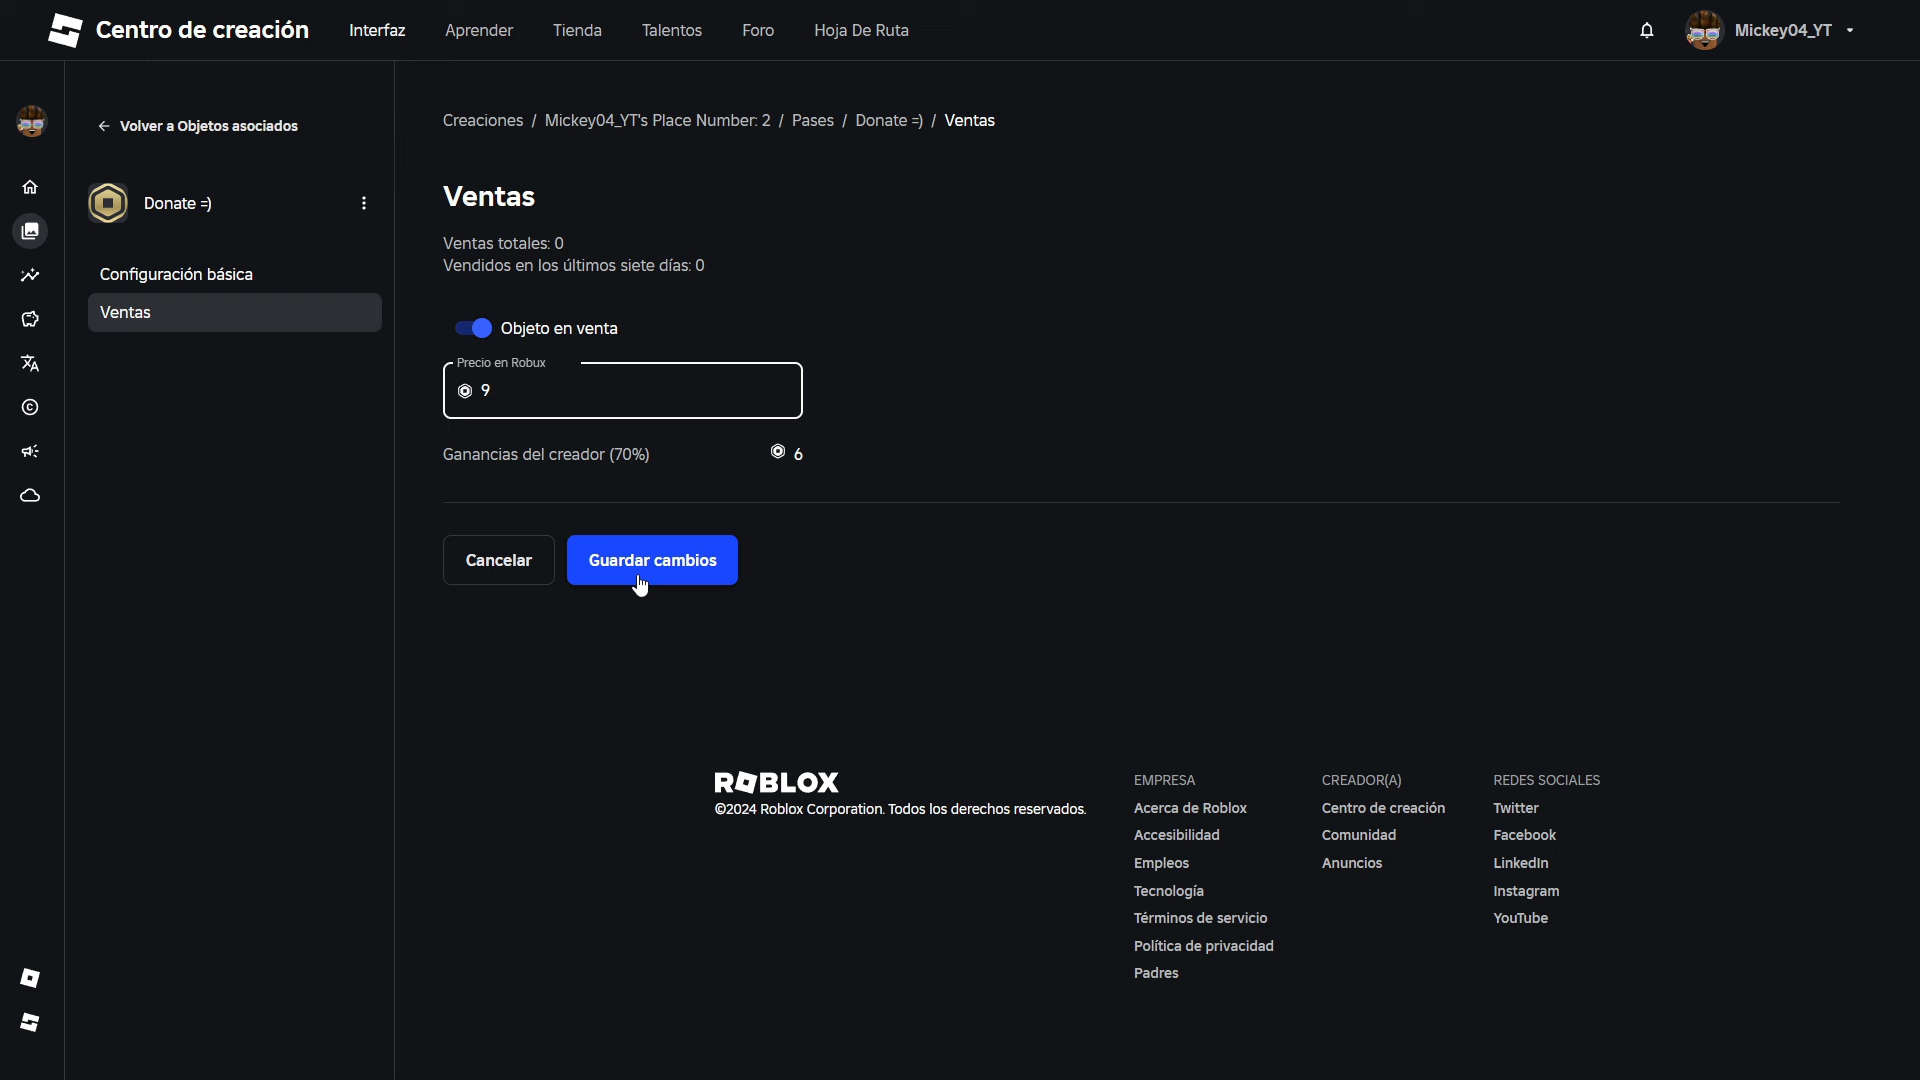 Centro de creación Interfaz Aprender Tienda Talentos Foro Hoja De Ruta Mickey04_YT
Volver a Objetos asociados
Donate =)
Configuración básica
Ventas
Creaciones / Mickey04_YT's Place Number: 2 / Pases / Donate =) / Ventas
Ventas
Ventas totales: 0
Vendidos en los últimos siete días: 0
Objeto en venta
Precio en Robux
9
Ganancias del creador (70%) 6
Cancelar Guardar cambios
ROBLOX
©2024 Roblox Corporation. Todos los derechos reservados.
EMPRESA
Acerca de Roblox
Accesibilidad
Empleos
Tecnología
Términos de servicio
Política de privacidad
Padres
CREADOR(A)
Centro de creación
Comunidad
Anuncios
REDES SOCIALES
Twitter
Facebook
LinkedIn
Instagram
YouTube